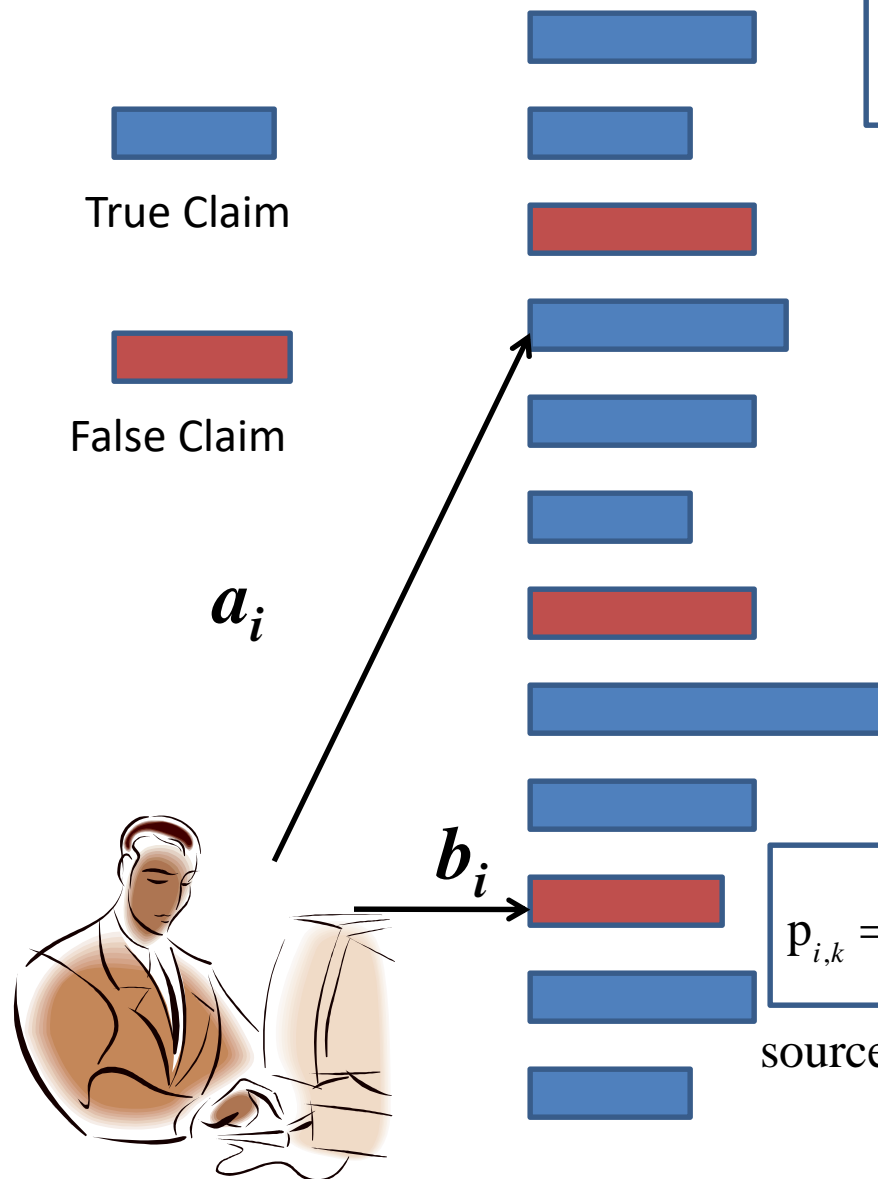 True Claim
False Claim
a_i
b_i
p_{i,k} =
source